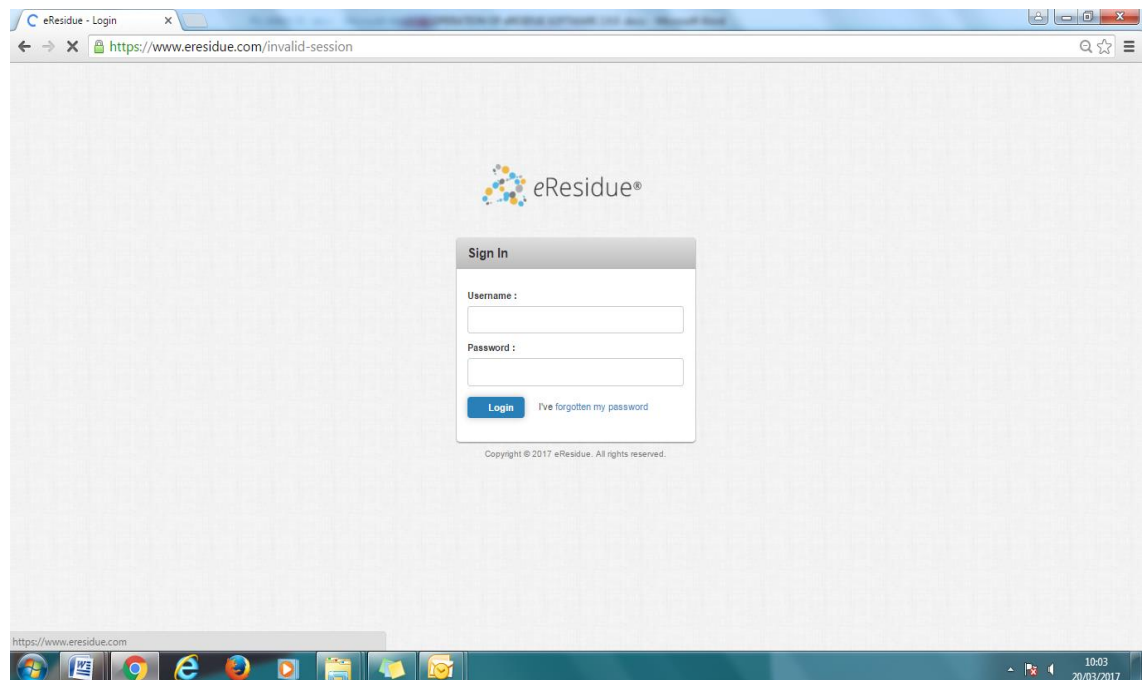 eResidue - Login
https://www.eresidue.com/invalid-session
eResidue®
Sign In
Username :
Password :
Login I've forgotten my password
Copyright © 2017 eResidue. All rights reserved.
https://www.eresidue.com
10:03
20/03/2017